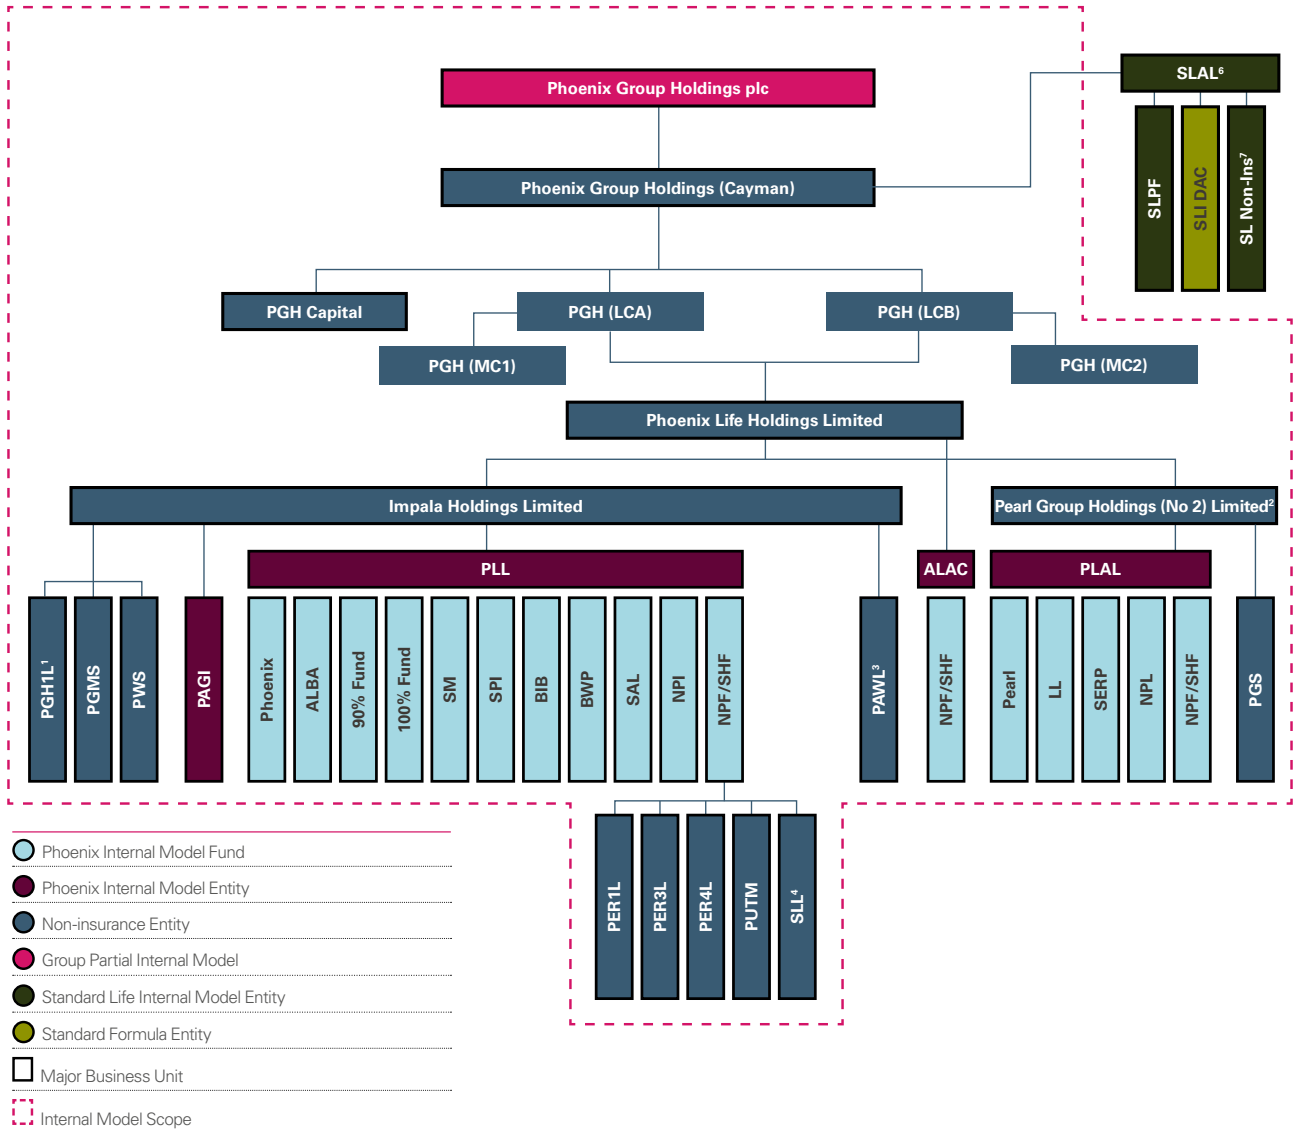 Phoenix Group Holdings plc
SLAL⁶
SLPF
SLI DAC
SL Non-Ins⁷
Phoenix Group Holdings (Cayman)
PGH Capital
PGH (LCA)
PGH (LCB)
PGH (MC1)
PGH (MC2)
Phoenix Life Holdings Limited
Impala Holdings Limited
Pearl Group Holdings (No 2) Limited²
PLL
ALAC
PLAL
PGH1L¹
PGMS
PWS
PAGI
Phoenix
ALBA
90% Fund
100% Fund
SM
SPI
BIB
BWP
SAL
NPI
NPF/SHF
PAWL³
NPF/SHF
Pearl
LL
SERP
NPL
NPF/SHF
PGS
PER1L
PER3L
PER4L
PUTM
SLL⁴
Phoenix Internal Model Fund
Phoenix Internal Model Entity
Non-insurance Entity
Group Partial Internal Model
Standard Life Internal Model Entity
Standard Formula Entity
Major Business Unit
Internal Model Scope